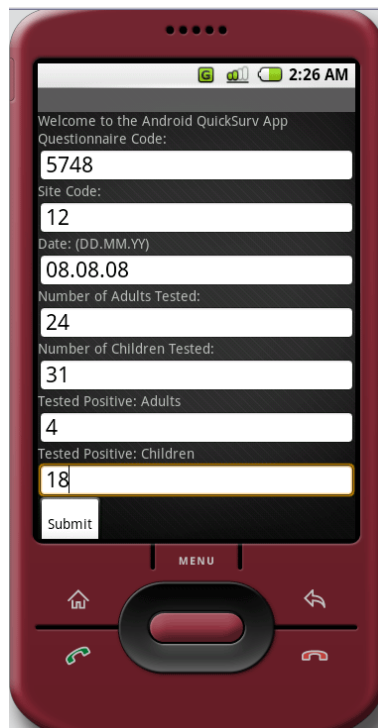 G 2:26 AM
Welcome to the Android QuickSurv App
Questionnaire Code:
5748
Site Code:
12
Date: (DD.MM.YY)
08.08.08
Number of Adults Tested:
24
Number of Children Tested:
31
Tested Positive: Adults
4
Tested Positive: Children
18
Submit
MENU